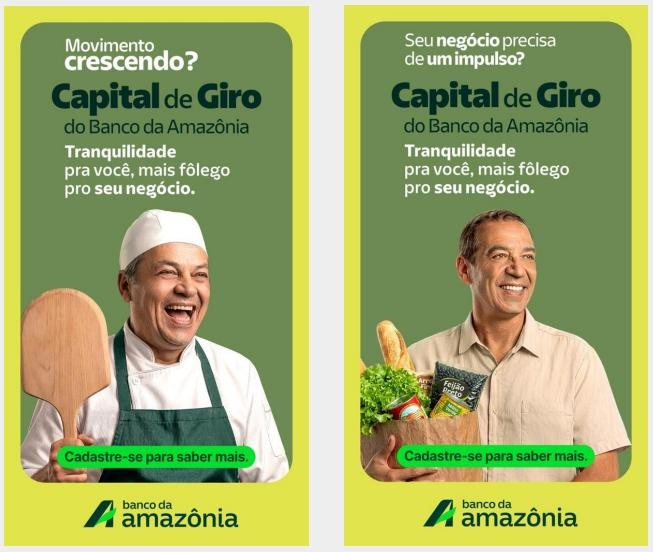 Movimento
crescendo?
Capital de Giro
do Banco da Amazônia
Tranquilidade
pra você, mais fôlego
pro seu negócio.
Cadastre-se para saber mais.
banco da
amazônia
Seu negócio precisa
de um impulso?
Capital de Giro
do Banco da Amazônia
Tranquilidade
pra você, mais fôlego
pro seu negócio.
Feijão
Preto
Cadastre-se para saber mais.
banco da
amazônia